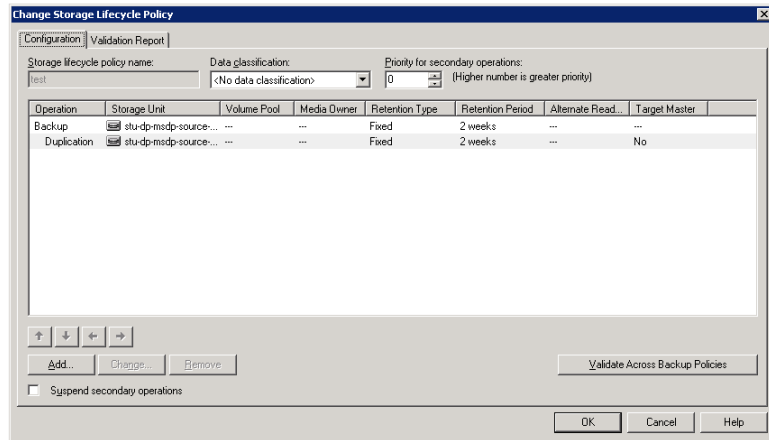 Change Storage Lifecycle Policy
Configuration Validation Report
Storage lifecycle policy name: Data classification: Priority for secondary operations:
test <No data classification> 0 (Higher number is greater priority)
Operation Storage Unit Volume Pool Media Owner Retention Type Retention Period Alternate Read... Target Master
Backup stu-dp-msdp-source-... --- --- Fixed 2 weeks --- ---
Duplication stu-dp-msdp-source-... --- --- Fixed 2 weeks --- No
Add... Change... Remove Validate Across Backup Policies
Suspend secondary operations
OK Cancel Help